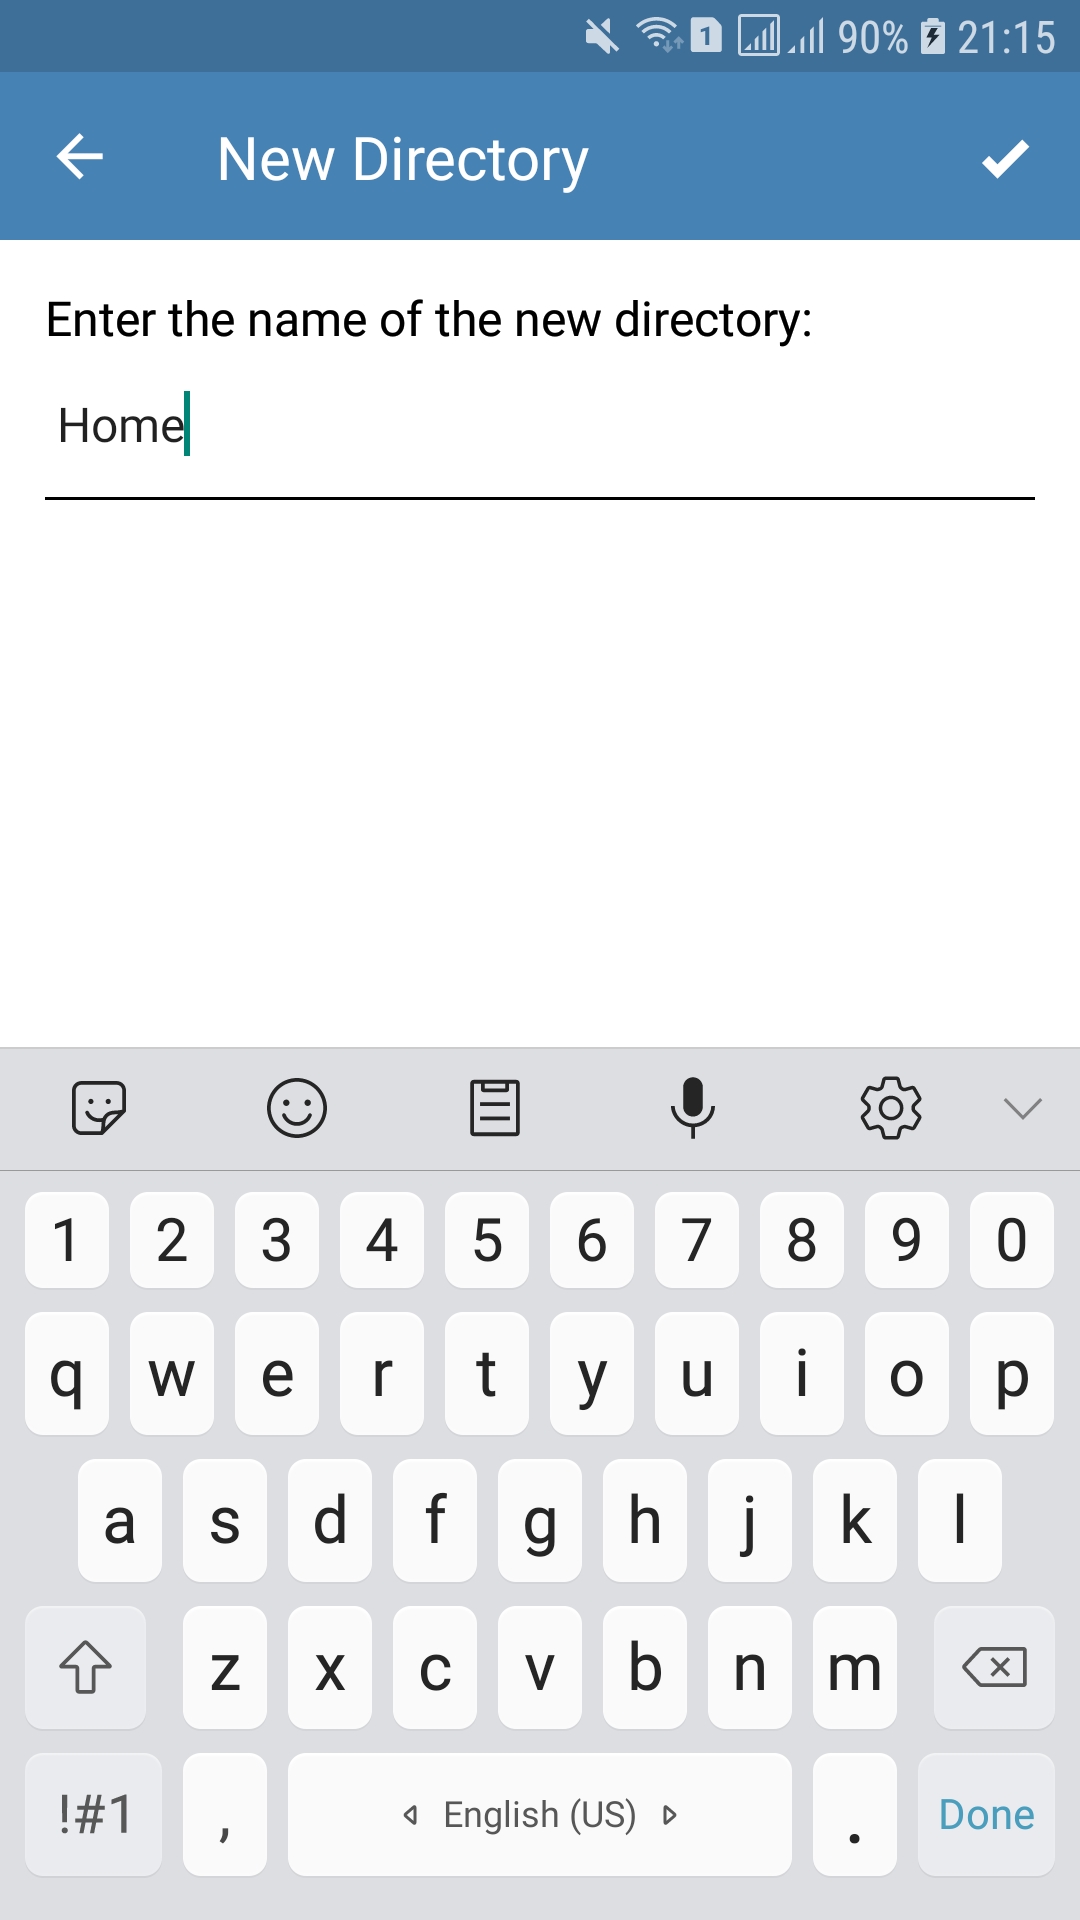 1 90% 21:15
New Directory
Enter the name of the new directory:
Home
1 2 3 4 5 6 7 8 9 0
q w e r t y u i o p
a s d f g h j k l
z x c v b n m
!#1 , English (US) . Done